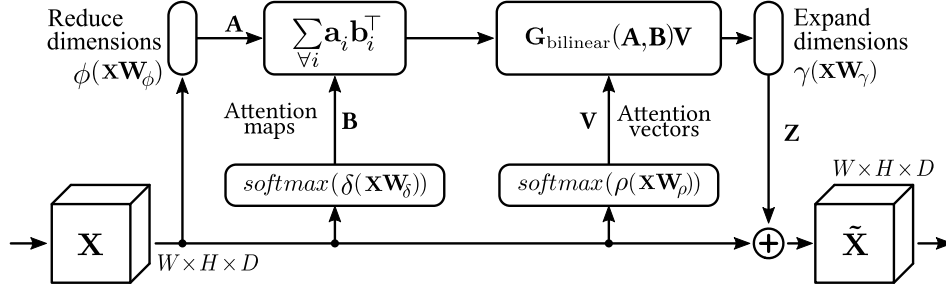 Reduce
dimensions
ϕ(XW_ϕ)
A
∑ a_i b_i^⊤
∀i
G_bilinear(A,B)V
Expand
dimensions
γ(XW_γ)
Attention
maps
B
V
Attention
vectors
Z
softmax(δ(XW_δ))
softmax(ρ(XW_ρ))
W×H×D
X
W×H×D
+
X̃